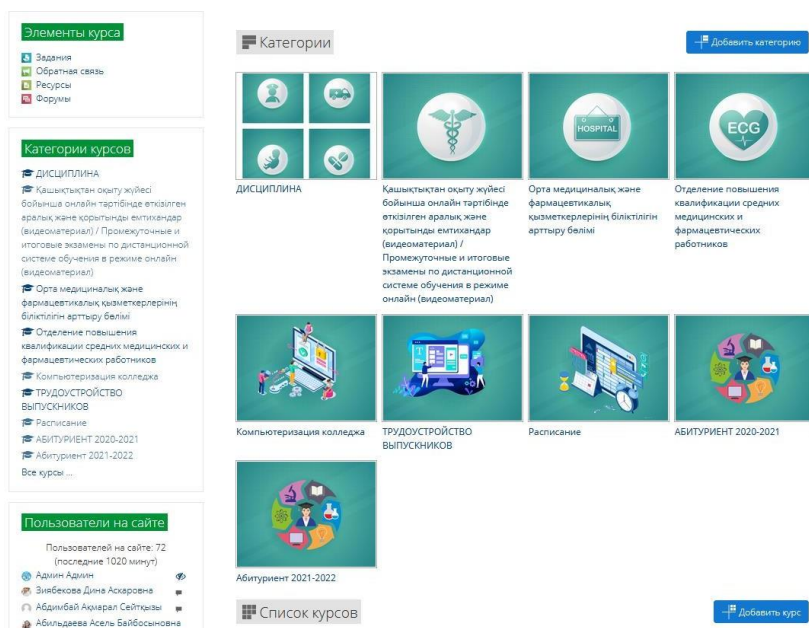 Элементы курса
Задания
Обратная связь
Ресурсы
Форумы
Категории курсов
ДИСЦИПЛИНА
Қашықтықтан оқыту жүйесі
бойынша онлайн тәртібінде өткізілген
аралық және қорытынды емтихандар
(видеоматериал) / Промежуточные и
итоговые экзамены по дистанционной
системе обучения в режиме онлайн
(видеоматериал)
Орта медициналық және
фармацевтикалық қызметкерлерінің
біліктілігін арттыру бөлімі
Отделение повышения
квалификации средних медицинских и
фармацевтических работников
Компьютеризация колледжа
ТРУДОУСТРОЙСТВО
ВЫПУСКНИКОВ
Расписание
АБИТУРИЕНТ 2020-2021
Абитуриент 2021-2022
Все курсы ...
Пользователи на сайте
Пользователей на сайте: 72
(последние 1020 минут)
Админ Админ
Зиябекова Дина Аскаровна
Абдимбай Ақмарал Сейтқызы
Абильдаева Асель Байбосыновна
Категории
Добавить категорию
HOSPITAL
ECG
ДИСЦИПЛИНА
Қашықтықтан оқыту жүйесі
бойынша онлайн тәртібінде
өткізілген аралық және
қорытынды емтихандар
(видеоматериал) /
Промежуточные и итоговые
экзамены по дистанционной
системе обучения в режиме
онлайн (видеоматериал)
Орта медициналық және
фармацевтикалық
қызметкерлерінің біліктілігін
арттыру бөлімі
Отделение повышения
квалификации средних
медицинских и
фармацевтических
работников
Компьютеризация колледжа
ТРУДОУСТРОЙСТВО
ВЫПУСКНИКОВ
Расписание
АБИТУРИЕНТ 2020-2021
Абитуриент 2021-2022
Список курсов
Добавить курс